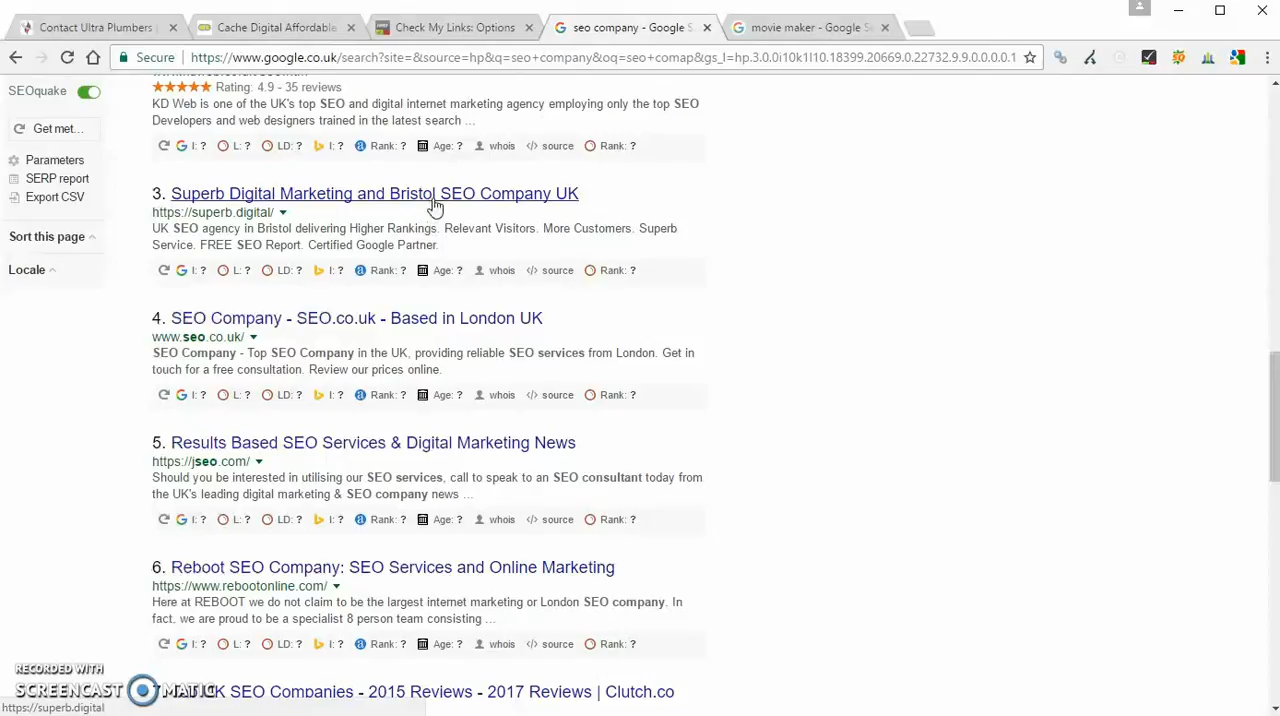 Contact Ultra Plumbers
Cache Digital Affordable
Check My Links: Options
seo company - Google S
movie maker - Google Se
Secure
https://www.google.co.uk/search?site=&source=hp&q=seo+company&oq=seo+comap&gs_l=hp.3.0.0i10k1l10.18399.20669.0.22732.9.9.0.0.0.0.1
SEOquake
Get met...
Parameters
SERP report
Export CSV
Sort this page
Locale
Rating: 4.9 - 35 reviews
KD Web is one of the UK's top SEO and digital internet marketing agency employing only the top SEO
Developers and web designers trained in the latest search ...
I: ? L: ? LD: ? I: ? Rank: ? Age: ? whois </> source Rank: ?
3. Superb Digital Marketing and Bristol SEO Company UK
https://superb.digital/
UK SEO agency in Bristol delivering Higher Rankings. Relevant Visitors. More Customers. Superb
Service. FREE SEO Report. Certified Google Partner.
I: ? L: ? LD: ? I: ? Rank: ? Age: ? whois </> source Rank: ?
4. SEO Company - SEO.co.uk - Based in London UK
www.seo.co.uk/
SEO Company - Top SEO Company in the UK, providing reliable SEO services from London. Get in
touch for a free consultation. Review our prices online.
I: ? L: ? LD: ? I: ? Rank: ? Age: ? whois </> source Rank: ?
5. Results Based SEO Services & Digital Marketing News
https://jseo.com/
Should you be interested in utilising our SEO services, call to speak to an SEO consultant today from
the UK's leading digital marketing & SEO company news ...
I: ? L: ? LD: ? I: ? Rank: ? Age: ? whois </> source Rank: ?
6. Reboot SEO Company: SEO Services and Online Marketing
https://www.rebootonline.com/
Here at REBOOT we do not claim to be the largest internet marketing or London SEO company. In
fact, we are proud to be a specialist 8 person team consisting ...
I: ? L: ? LD: ? I: ? Rank: ? Age: ? whois </> source Rank: ?
UK SEO Companies - 2015 Reviews - 2017 Reviews | Clutch.co
RECORDED WITH
SCREENCAST MATIC
https://superb.digital